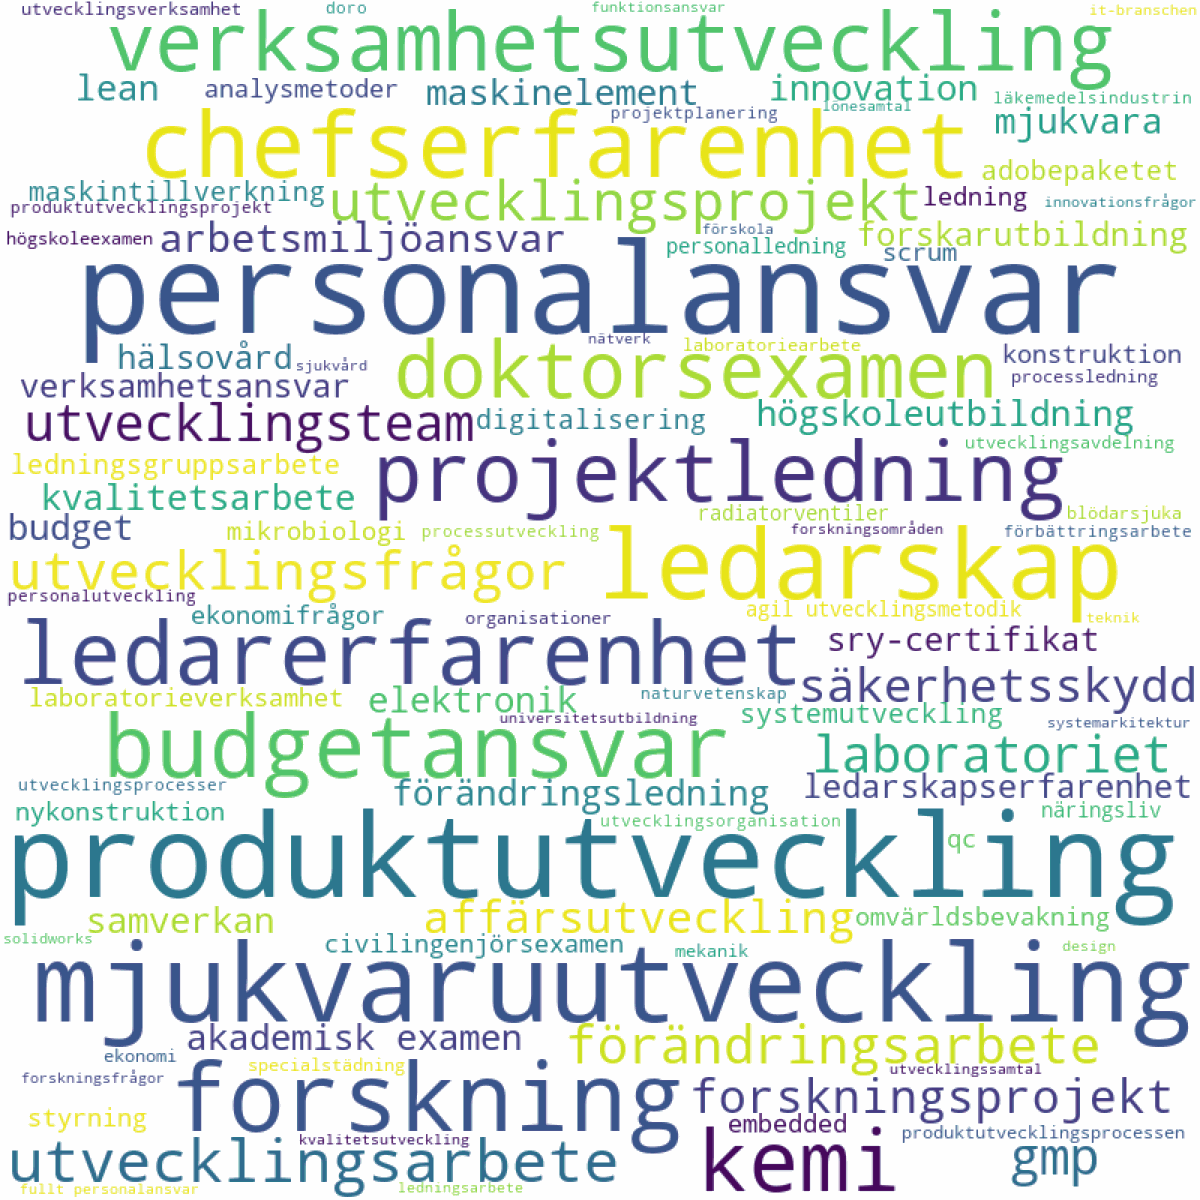 utvecklingsverksamhet doro funktionsansvar it-branschen
verksamhetsutveckling
lean analysmetoder maskinelement innovation läkemedelsindustrin
projektplanering lönesamtal
chefserfarenhet mjukvara
maskintillverkning utvecklingsprojekt adobepaketet
produktutvecklingsprojekt ledning innovationsfrågor
högskoleexamen arbetsmiljöansvar förskola forskarutbildning
personalledning scrum
personalansvar
hälsovård sjukvård nätverk laboratoriearbete konstruktion
verksamhetsansvar doktorsexamen processledning
utvecklingsteam digitalisering högskoleutbildning
ledningsgruppsarbete projektledning utvecklingsavdelning
kvalitetsarbete
budget mikrobiologi processutveckling radiatorventiler forskningsområden blödarsjuka förbättringsarbete
utvecklingsfrågor ledarskap
personalutveckling
ekonomifrågor organisationer agil utvecklingsmetodik teknik
ledarerfarenhet sry-certifikat
laboratorieverksamhet elektronik naturvetenskap säkerhetsskydd
universitetsutbildning systemutveckling systemarkitektur
budgetansvar laboratoriet
utvecklingsprocesser förändringsledning ledarskapserfarenhet
nykonstruktion utvecklingsorganisation näringsliv
produktutveckling qc
samverkan affärsutveckling omvärldsbevakning
solidworks civilingenjörsexamen mekanik design
mjukvaruutveckling
akademisk examen förändringsarbete
ekonomi specialstädning utvecklingssamtal
forskningsfrågor forskning forskningsprojekt
styrning kvalitetsutveckling embedded produktutvecklingsprocessen
utvecklingsarbete kemi gmp
fullt personalansvar ledningsarbete